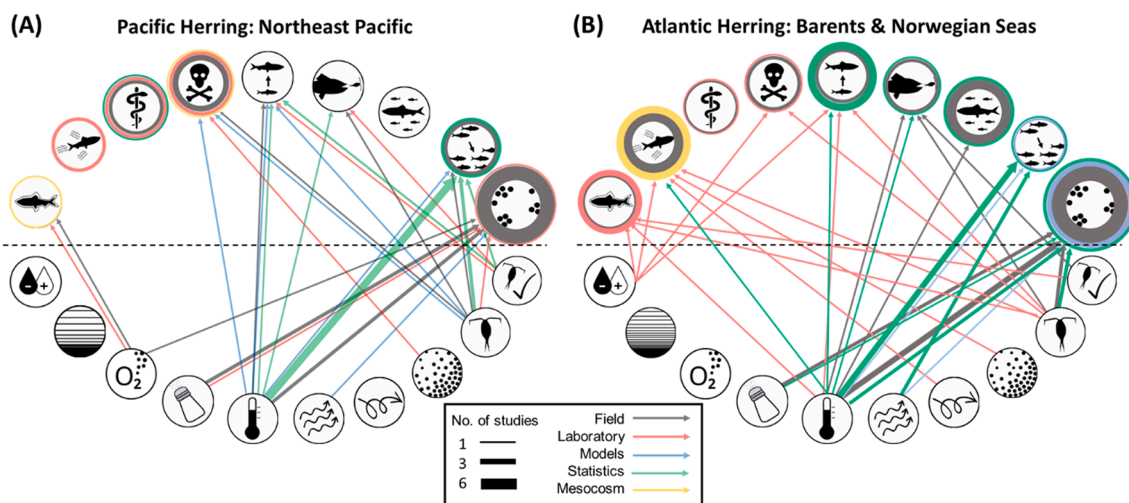 (A) Pacific Herring: Northeast Pacific
(B) Atlantic Herring: Barents & Norwegian Seas
- +
O2
- +
O2
No. of studies
1
3
6
Field
Laboratory
Models
Statistics
Mesocosm